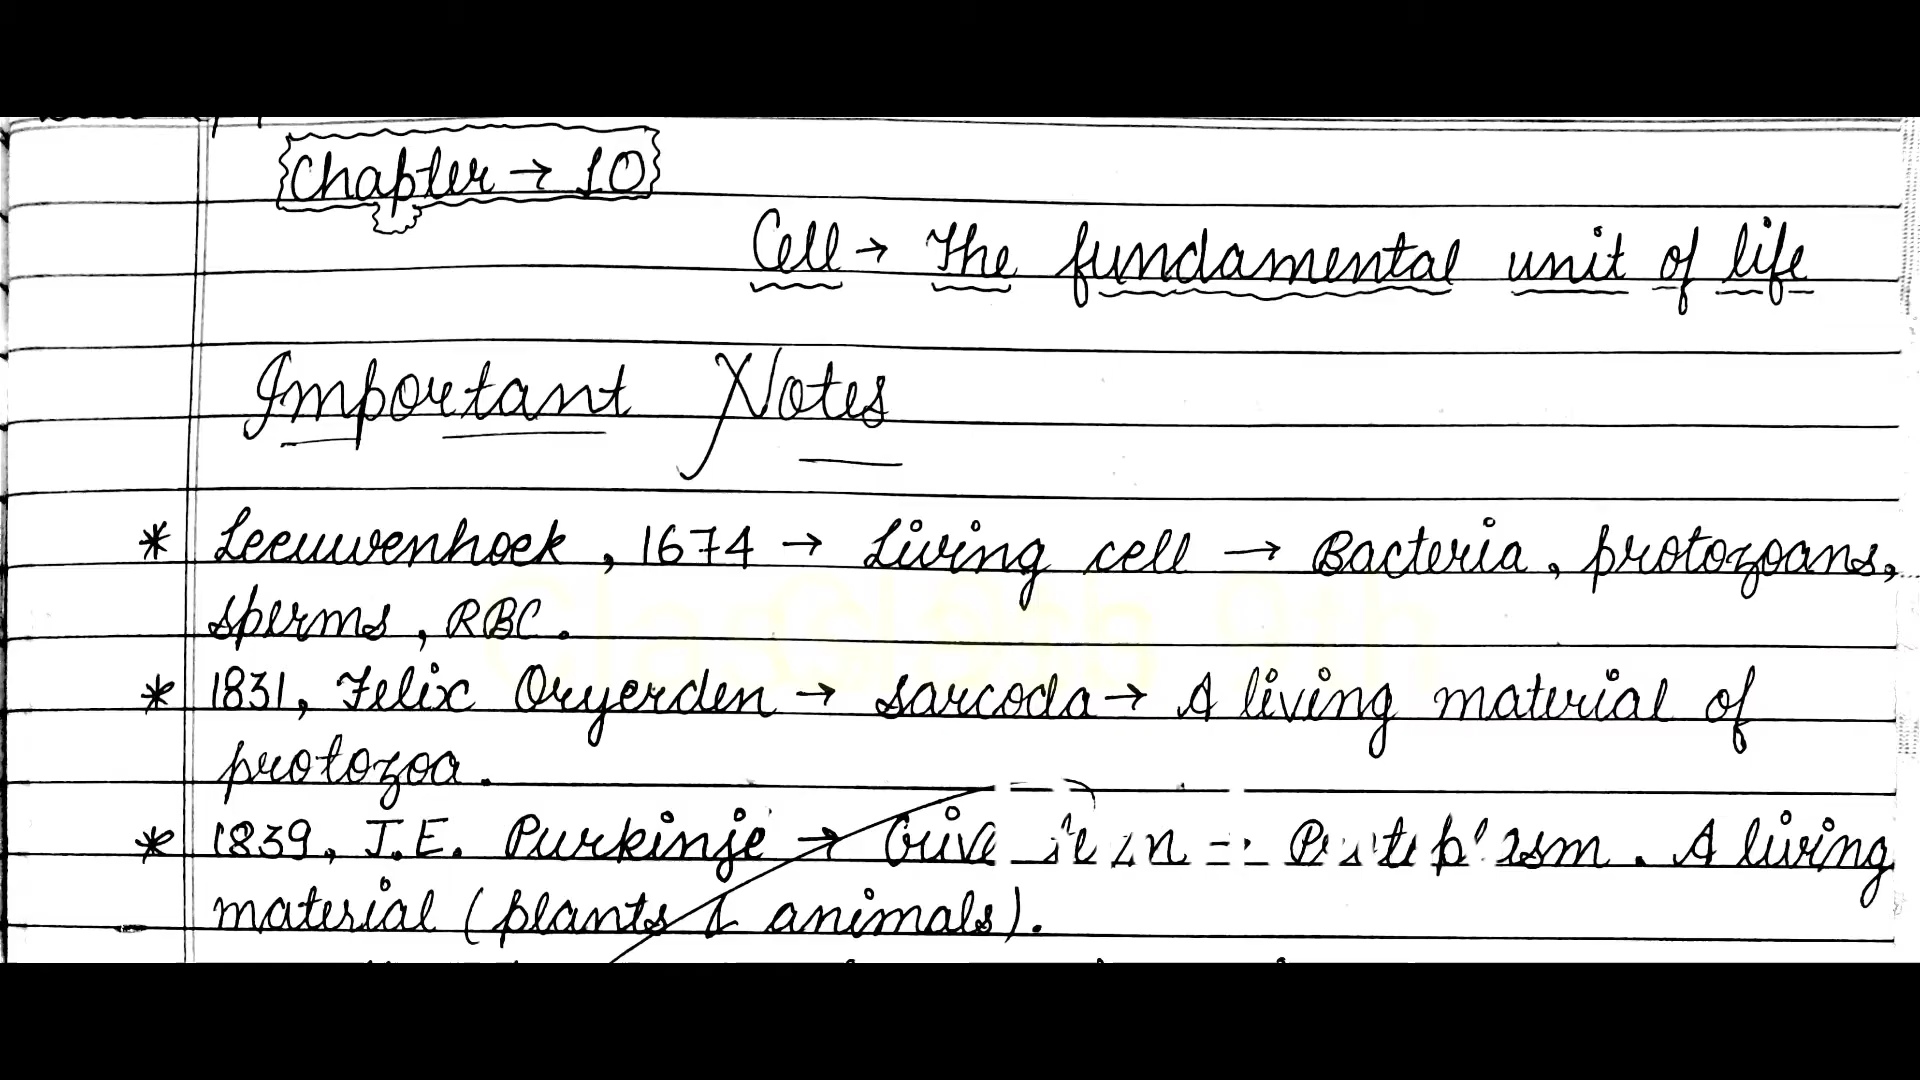 Chapter → 10
Cell → The fundamental unit of life
Important Notes
* Leeuwenhoek, 1674 → Living cell → Bacteria, protozoans,
sperms, RBC.
* 1831, Felix Oryerden → sarcoda → A living material of
protozoa.
* 1839, J.E. Purkinje → Give . A living
material (plants & animals).